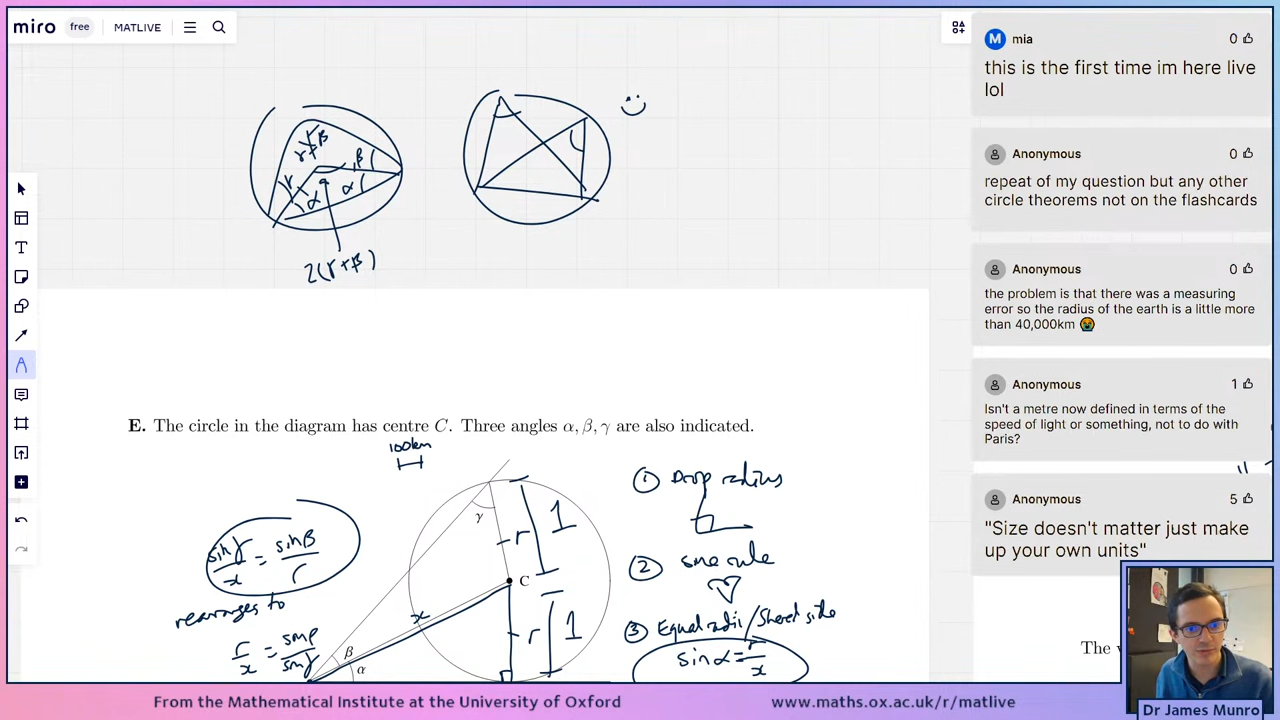 miro free MATLIVE
β
r+β
r
β
α
α
2(γ+β)
E. The circle in the diagram has centre C. Three angles α, β, γ are also indicated.
100km
γ
r
1
C
x
r
1
β
α
sinγ/x = sinβ/r
rearranges to
r/x = sinβ/sinγ
① Drop radius
② sine rule
③ Equal radii/Shared side
sinα = r/x
The
M mia 0
this is the first time im here live
lol
Anonymous 0
repeat of my question but any other
circle theorems not on the flashcards
Anonymous 0
the problem is that there was a measuring
error so the radius of the earth is a little more
than 40,000km 😭
Anonymous 1
Isn't a metre now defined in terms of the
speed of light or something, not to do with
Paris?
Anonymous 5
"Size doesn't matter just make
up your own units"
From the Mathematical Institute at the University of Oxford
www.maths.ox.ac.uk/r/matlive
Dr James Munro